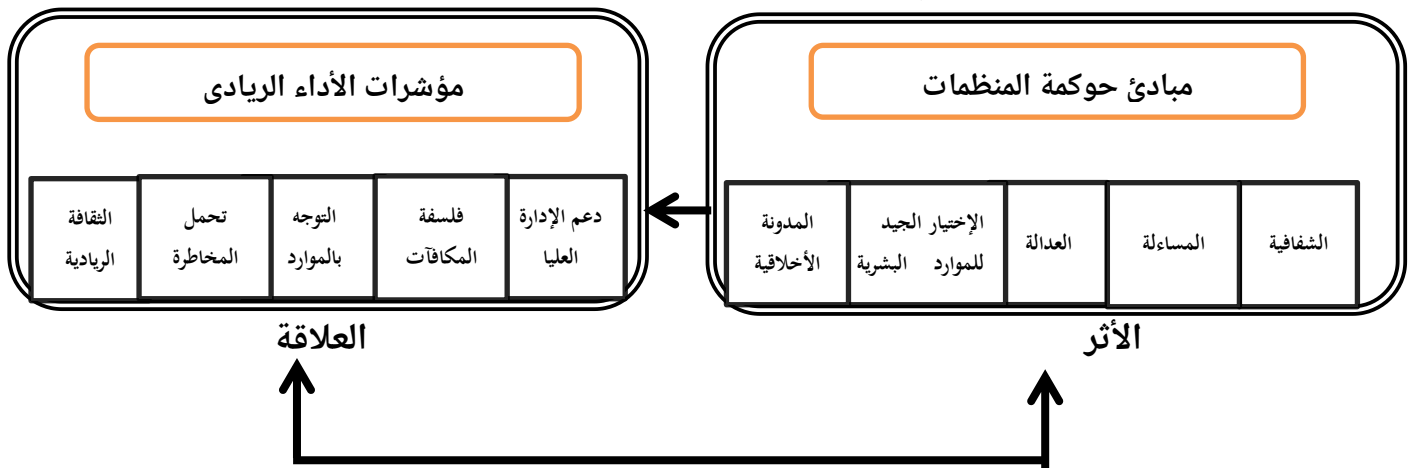 مبادئ حوكمة المنظمات
الشفافية
المساءلة
العدالة
الإختيار الجيد
للموارد البشرية
المدونة
الأخلاقية
الأثر
مؤشرات الأداء الريادى
دعم الإدارة
العليا
فلسفة
المكافآت
التوجه
بالموارد
تحمل
المخاطرة
الثقافة
الريادية
العلاقة